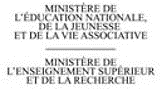 MINISTÈRE DE
L'ÉDUCATION NATIONALE,
DE LA JEUNESSE
ET DE LA VIE ASSOCIATIVE
MINISTÈRE DE
L'ENSEIGNEMENT SUPÉRIEUR
ET DE LA RECHERCHE